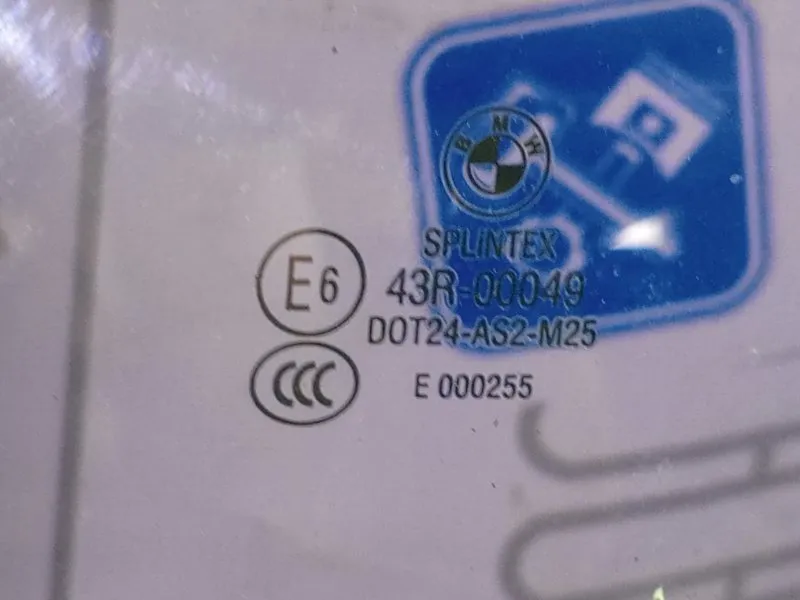 BMW
SPLiNTEX
E6 43R-00049
DOT24-AS2-M25
CCC E 000255